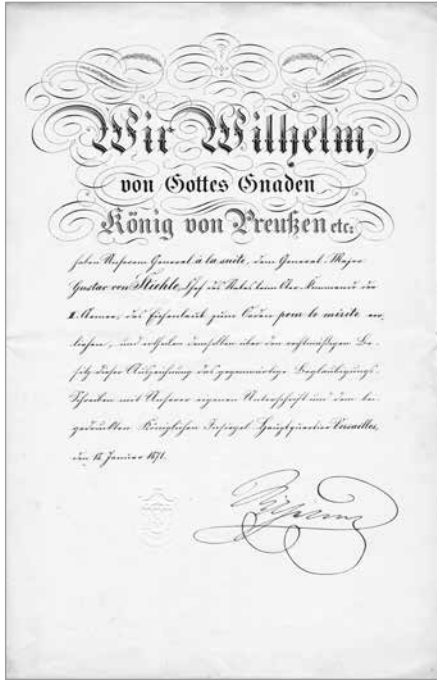 Wir Wilhelm,
von Gottes Gnaden
König von Preußen etc:
haben Unserem General à la suite, dem General-Major
Gustav von Stiehle, Chef des Stabes beim Ober-Kommando der
II. Armee, das Eichenlaub zum Orden pour le mérite ver-
liehen, und ertheilen demselben über den rechtmäßigen Be-
sitz dieser Auszeichnung das gegenwärtige Beglaubigungs-
Schreiben mit Unserer eigenen Unterschrift und dem bei-
gedruckten Königlichen Insiegel. Hauptquartier Versailles,
den Januar 1871.
Wilhelm